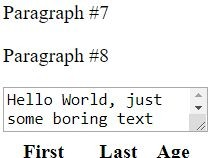 Paragraph #7
Paragraph #8
Hello World, just
some boring text
First Last Age